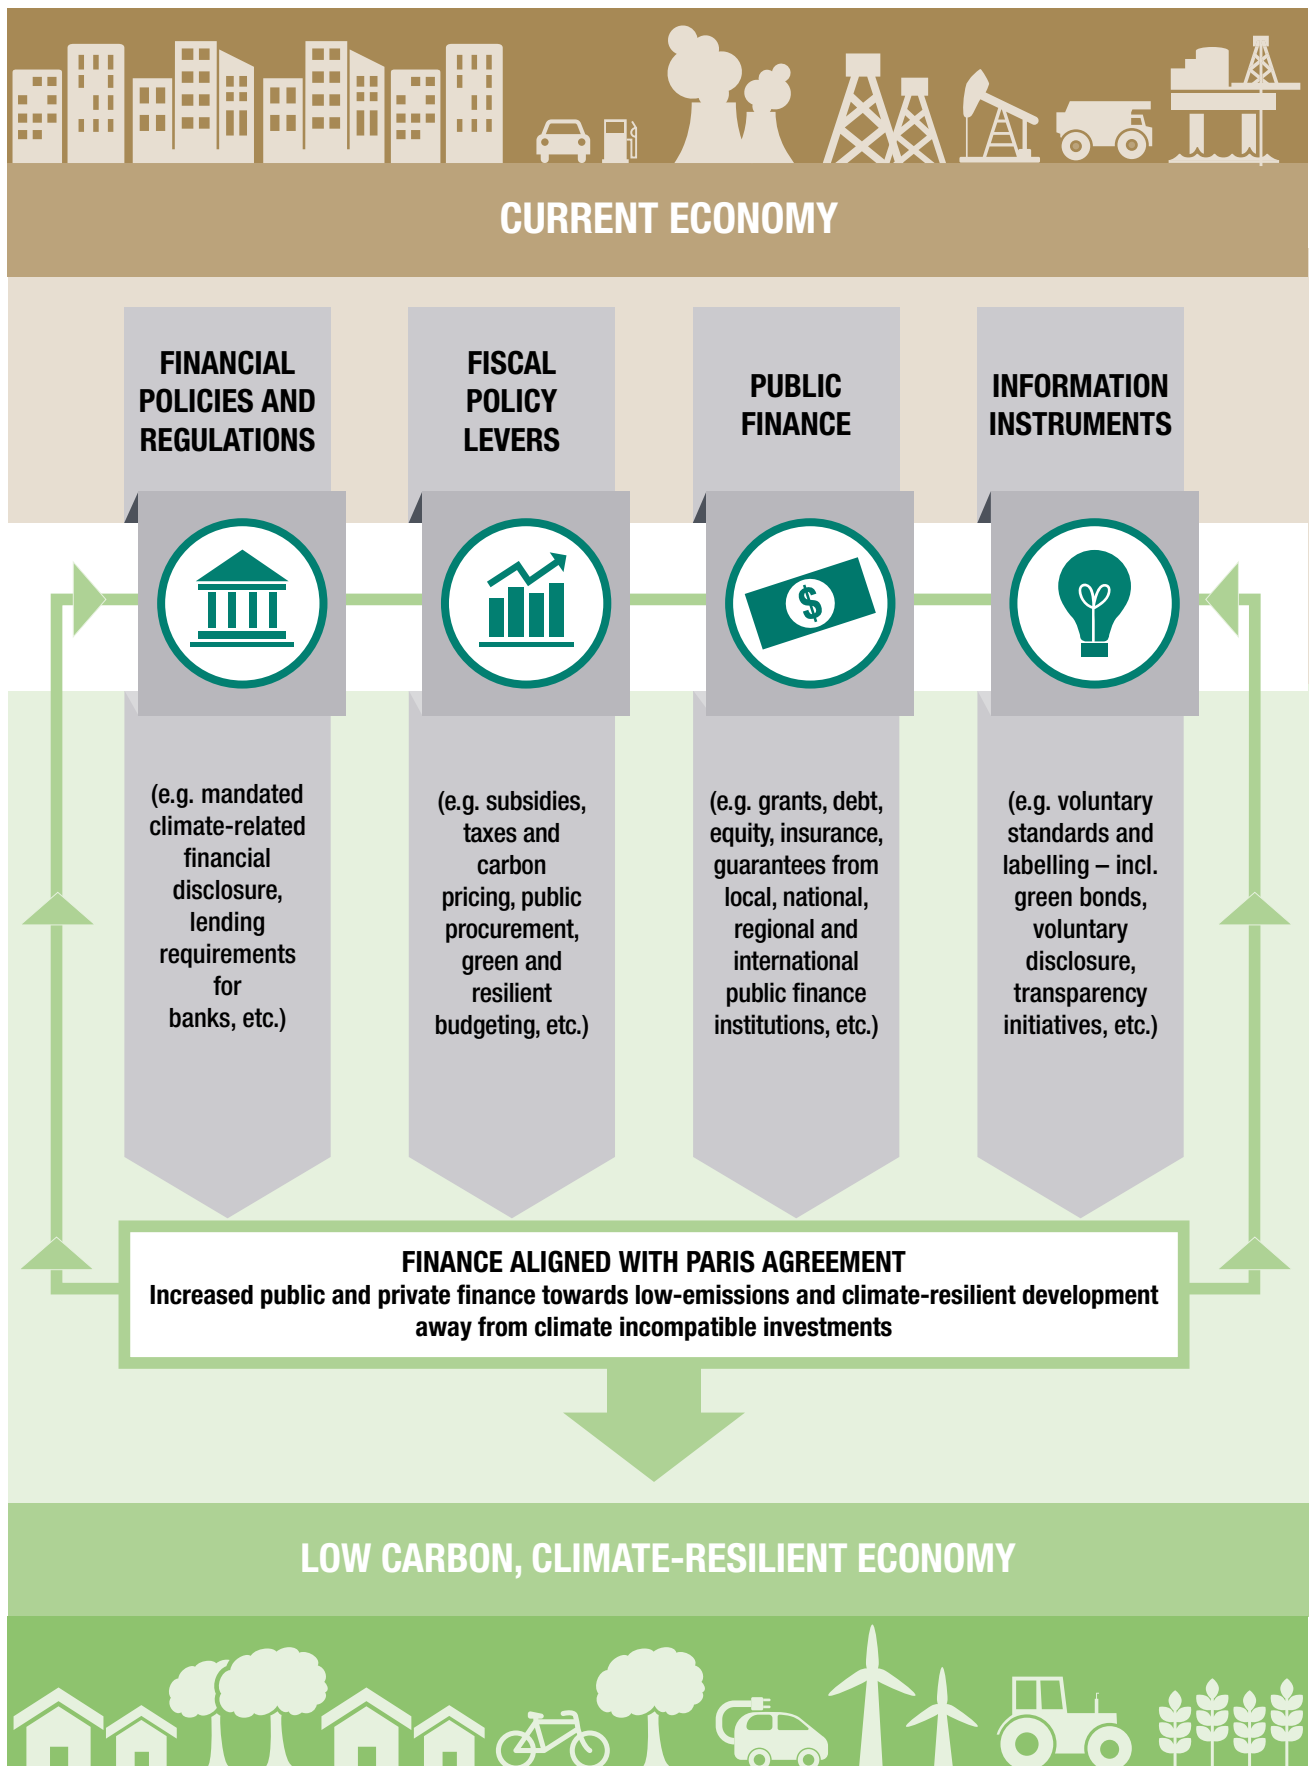 CURRENT ECONOMY
FINANCIAL
POLICIES AND
REGULATIONS
FISCAL
POLICY
LEVERS
PUBLIC
FINANCE
INFORMATION
INSTRUMENTS
$
(e.g. mandated
climate-related
financial
disclosure,
lending
requirements
for
banks, etc.)
(e.g. subsidies,
taxes and
carbon
pricing, public
procurement,
green and
resilient
budgeting, etc.)
(e.g. grants, debt,
equity, insurance,
guarantees from
local, national,
regional and
international
public finance
institutions, etc.)
(e.g. voluntary
standards and
labelling – incl.
green bonds,
voluntary
disclosure,
transparency
initiatives, etc.)
FINANCE ALIGNED WITH PARIS AGREEMENT
Increased public and private finance towards low-emissions and climate-resilient development
away from climate incompatible investments
LOW CARBON, CLIMATE-RESILIENT ECONOMY